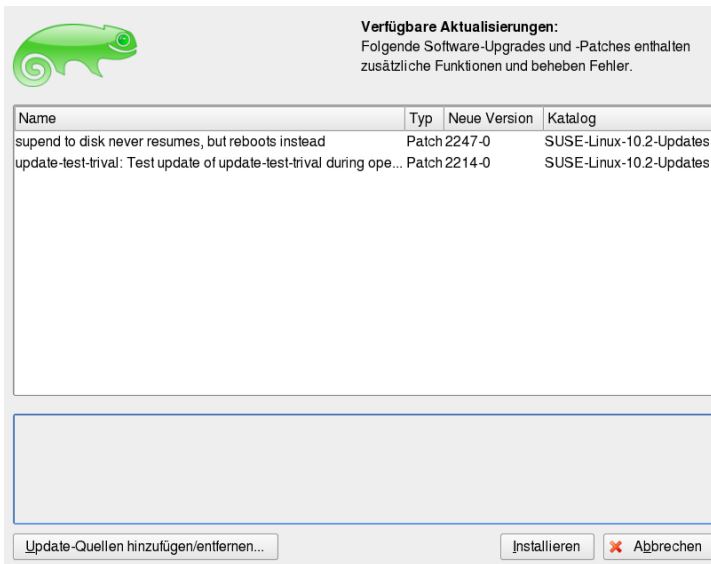 Verfügbare Aktualisierungen:
Folgende Software-Upgrades und -Patches enthalten
zusätzliche Funktionen und beheben Fehler.
Name Typ Neue Version Katalog
supend to disk never resumes, but reboots instead Patch 2247-0 SUSE-Linux-10.2-Updates
update-test-trival: Test update of update-test-trival during ope... Patch 2214-0 SUSE-Linux-10.2-Updates
Update-Quellen hinzufügen/entfernen... Installieren Abbrechen